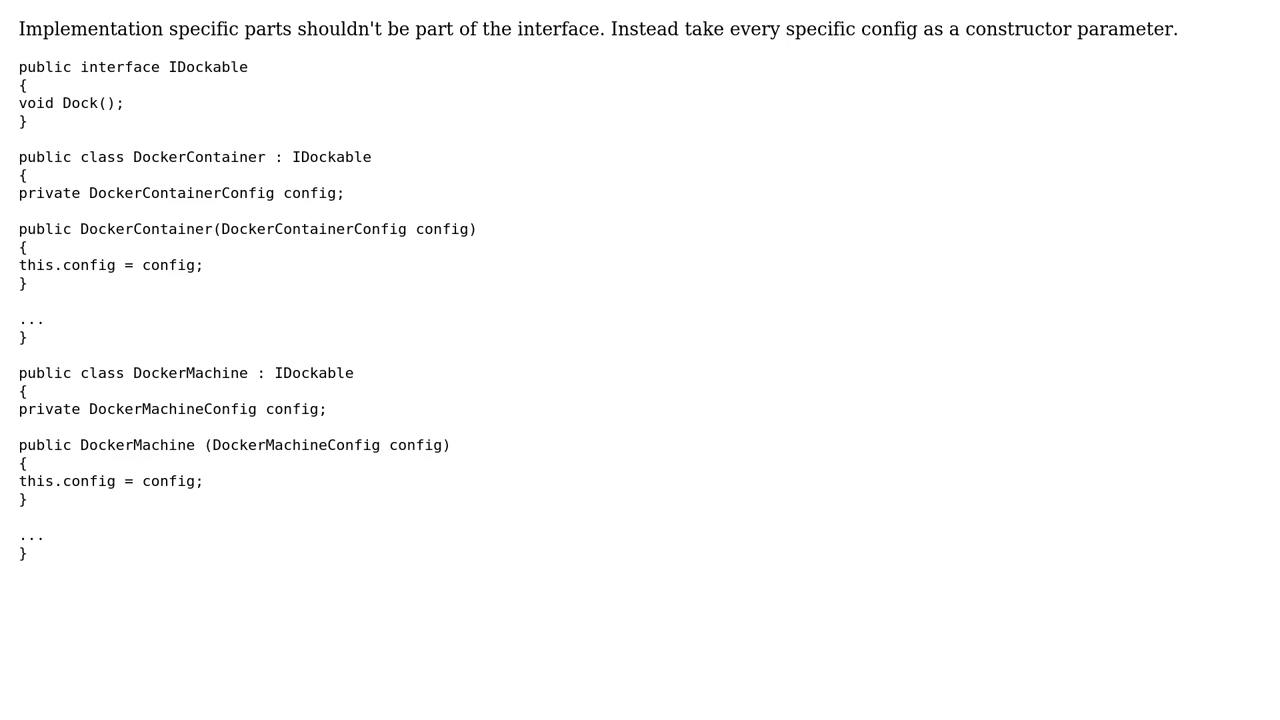 Implementation specific parts shouldn't be part of the interface. Instead take every specific config as a constructor parameter.
public interface IDockable
{
void Dock();
}
public class DockerContainer : IDockable
{
private DockerContainerConfig config;
public DockerContainer(DockerContainerConfig config)
{
this.config = config;
}
...
}
public class DockerMachine : IDockable
{
private DockerMachineConfig config;
public DockerMachine (DockerMachineConfig config)
{
this.config = config;
}
...
}